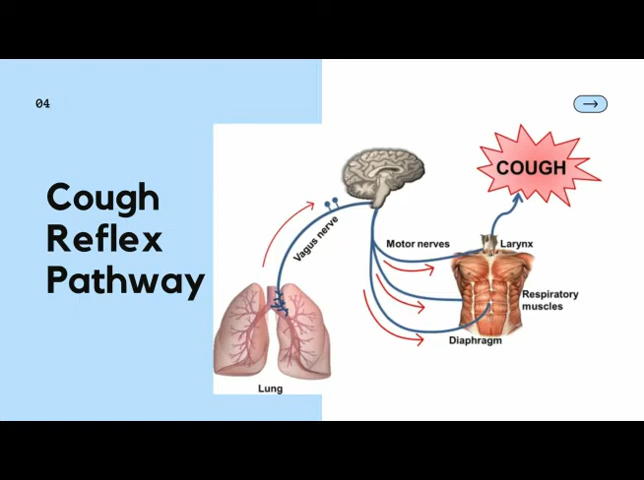 04
Cough
Reflex
Pathway
COUGH
Vagus nerve
Motor nerves
Larynx
Respiratory
muscles
Diaphragm
Lung